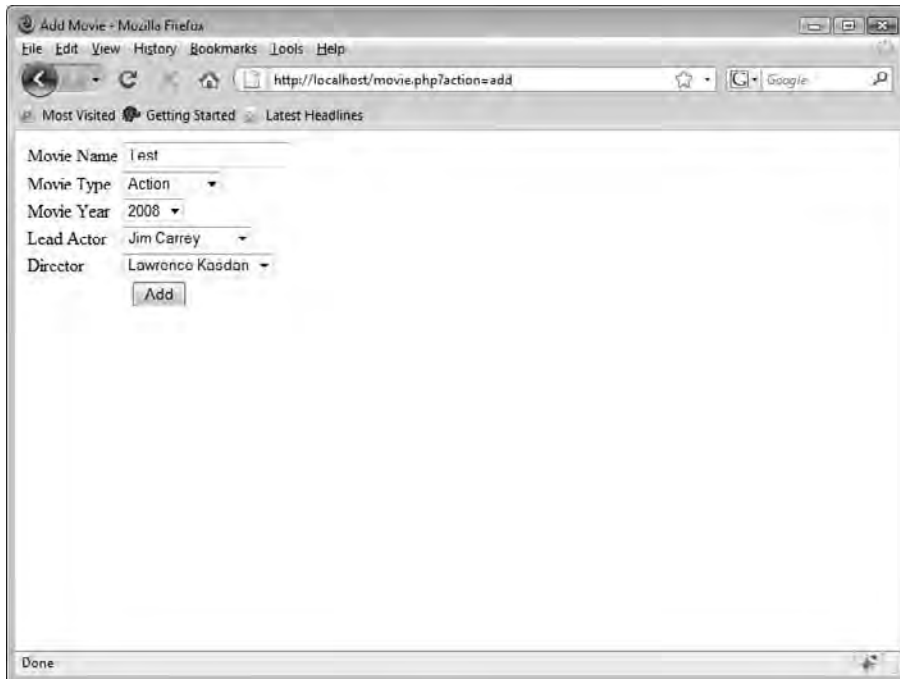 Add Movie - Mozilla Firefox
File Edit View History Bookmarks Tools Help
http://localhost/movie.php?action=add
G Google
Most Visited Getting Started Latest Headlines
Movie Name Test
Movie Type Action
Movie Year 2008
Lead Actor Jim Carrey
Director Lawrence Kasdan
Add
Done